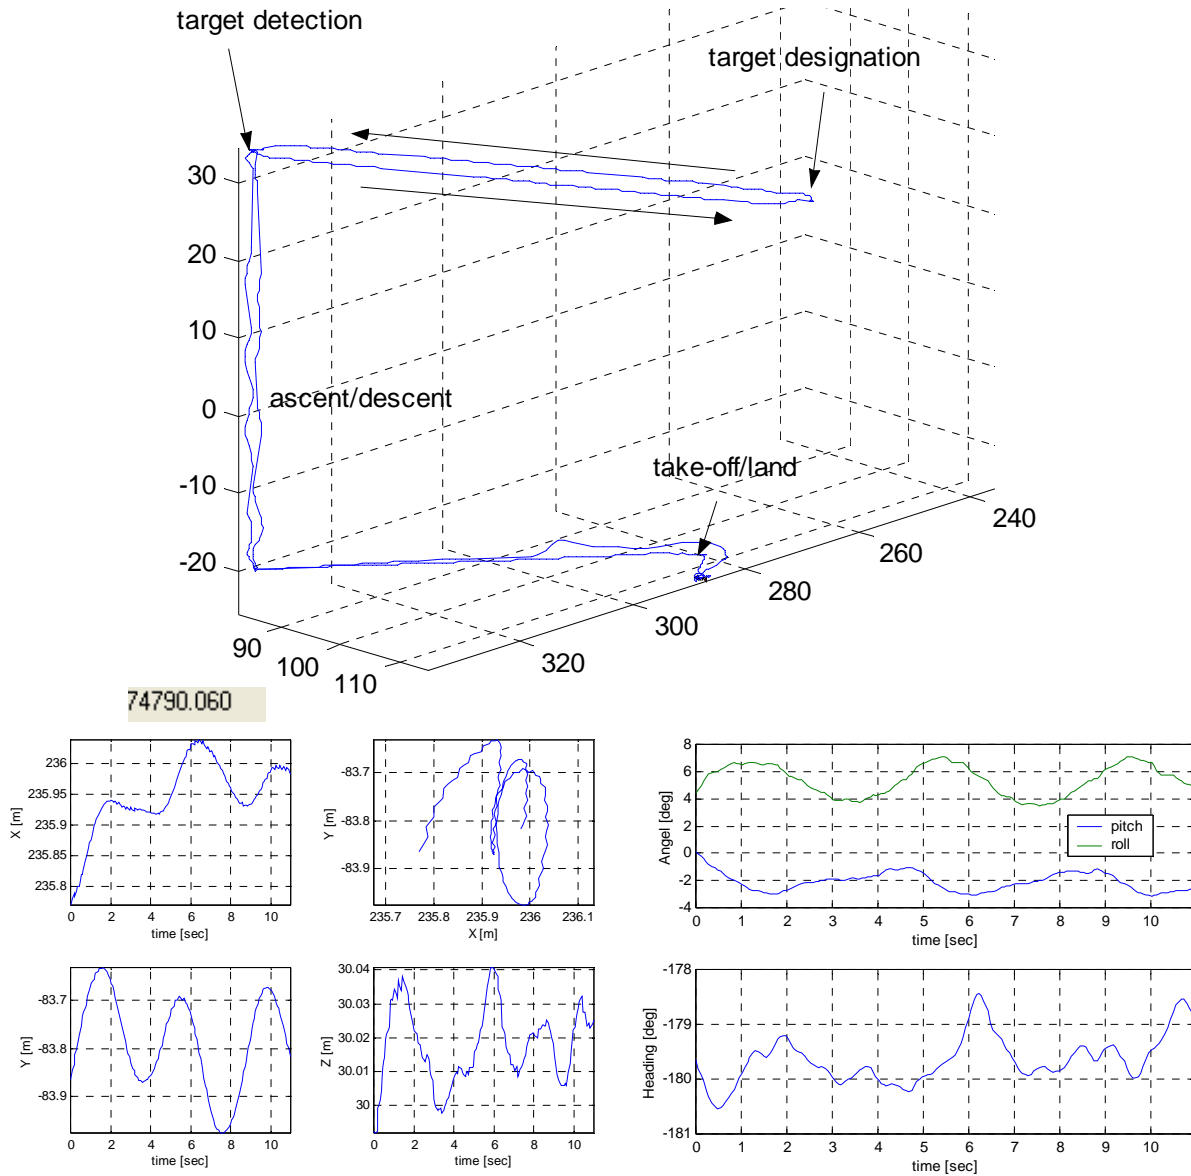 target detection
target designation
30
20
10
0
-10
-20
ascent/descent
take-off/land
240
260
280
300
320
90
100
110
74790.060
236
235.95
235.9
235.85
235.8
X [m]
0 2 4 6 8 10
time [sec]
-83.7
-83.8
-83.9
Y [m]
235.7 235.8 235.9 236 236.1
X [m]
8
6
4
2
0
-2
-4
Angel [deg]
pitch
roll
0 1 2 3 4 5 6 7 8 9 10
time [sec]
-83.7
-83.8
-83.9
Y [m]
0 2 4 6 8 10
time [sec]
30.04
30.03
30.02
30.01
30
Z [m]
0 2 4 6 8 10
time [sec]
-178
-179
-180
-181
Heading [deg]
0 1 2 3 4 5 6 7 8 9 10
time [sec]